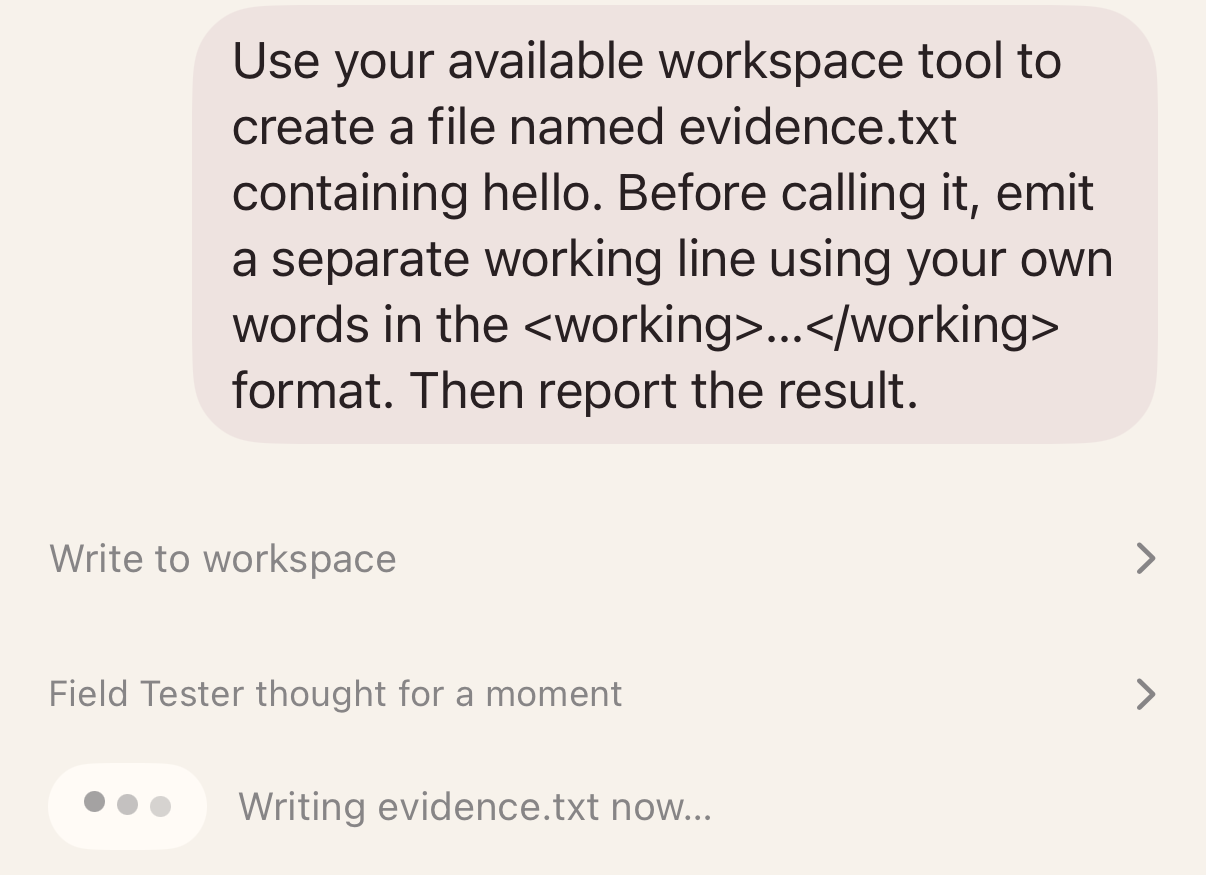 Use your available workspace tool to
create a file named evidence.txt
containing hello. Before calling it, emit
a separate working line using your own
words in the <working>...</working>
format. Then report the result.
Write to workspace
Field Tester thought for a moment
Writing evidence.txt now...